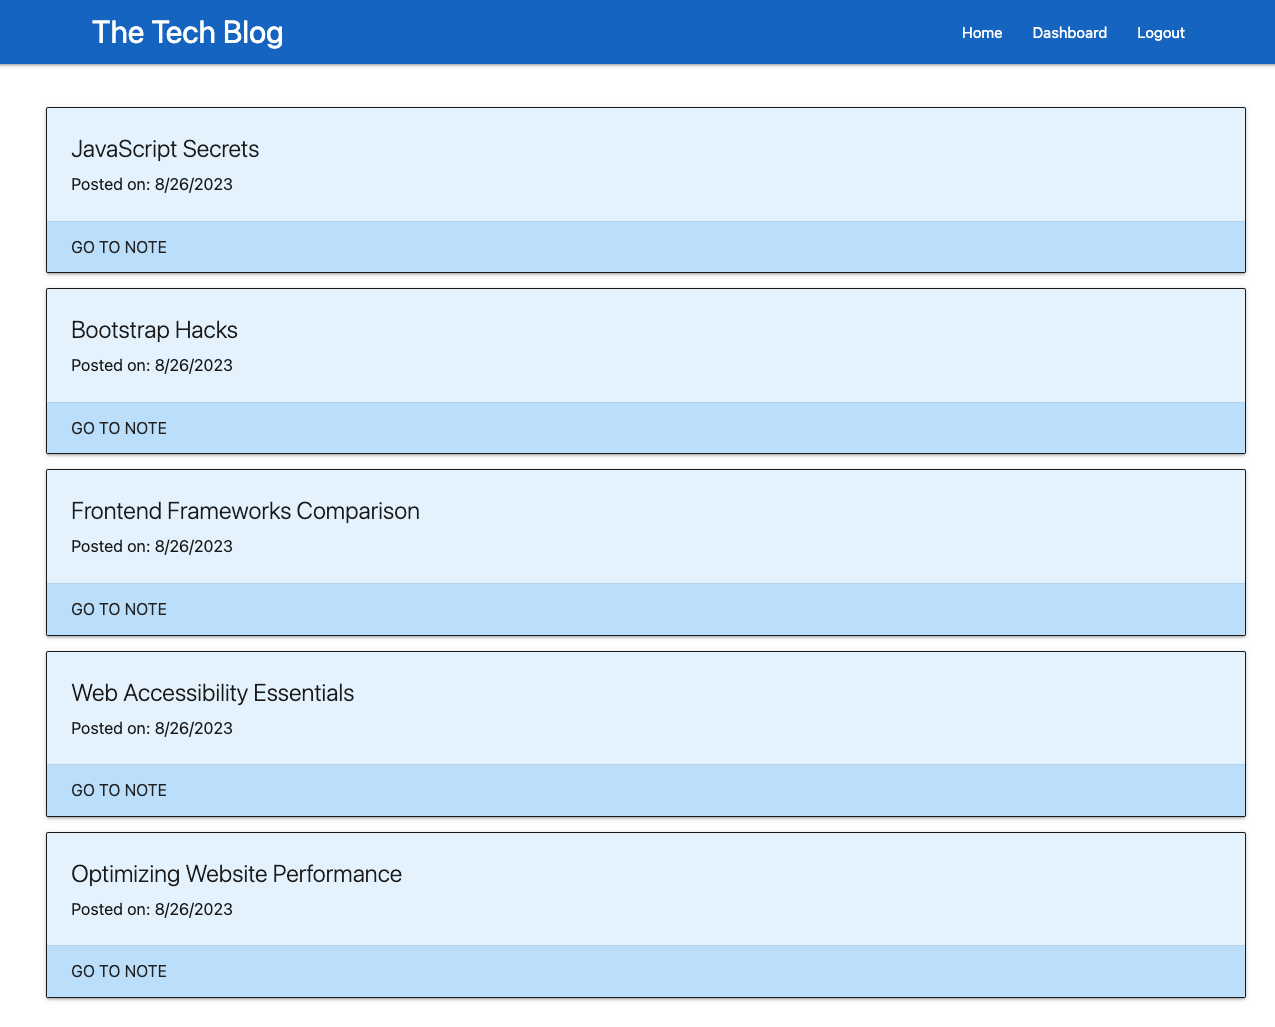 The Tech Blog
Home Dashboard Logout
JavaScript Secrets
Posted on: 8/26/2023
GO TO NOTE
Bootstrap Hacks
Posted on: 8/26/2023
GO TO NOTE
Frontend Frameworks Comparison
Posted on: 8/26/2023
GO TO NOTE
Web Accessibility Essentials
Posted on: 8/26/2023
GO TO NOTE
Optimizing Website Performance
Posted on: 8/26/2023
GO TO NOTE